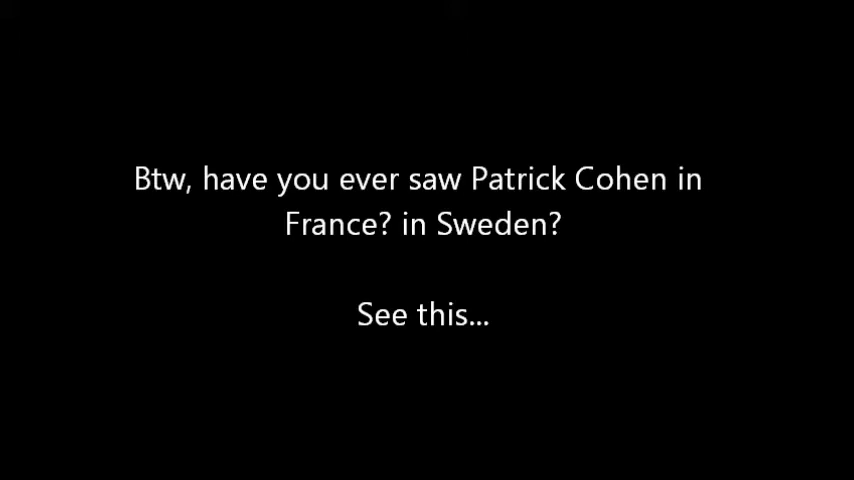 Btw, have you ever saw Patrick Cohen in
France? in Sweden?
See this...